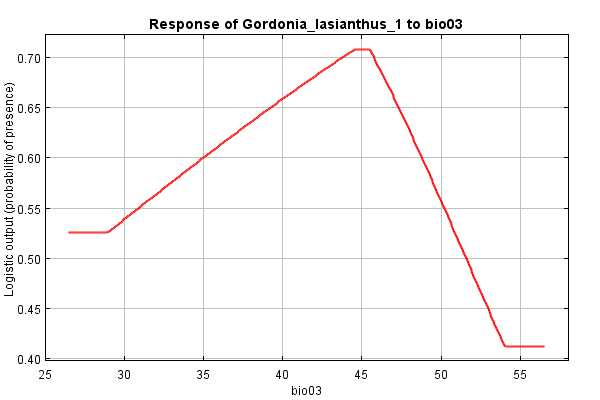 Response of Gordonia_lasianthus_1 to bio03
Logistic output (probability of presence)
0.70
0.65
0.60
0.55
0.50
0.45
0.40
25 30 35 40 45 50 55
bio03